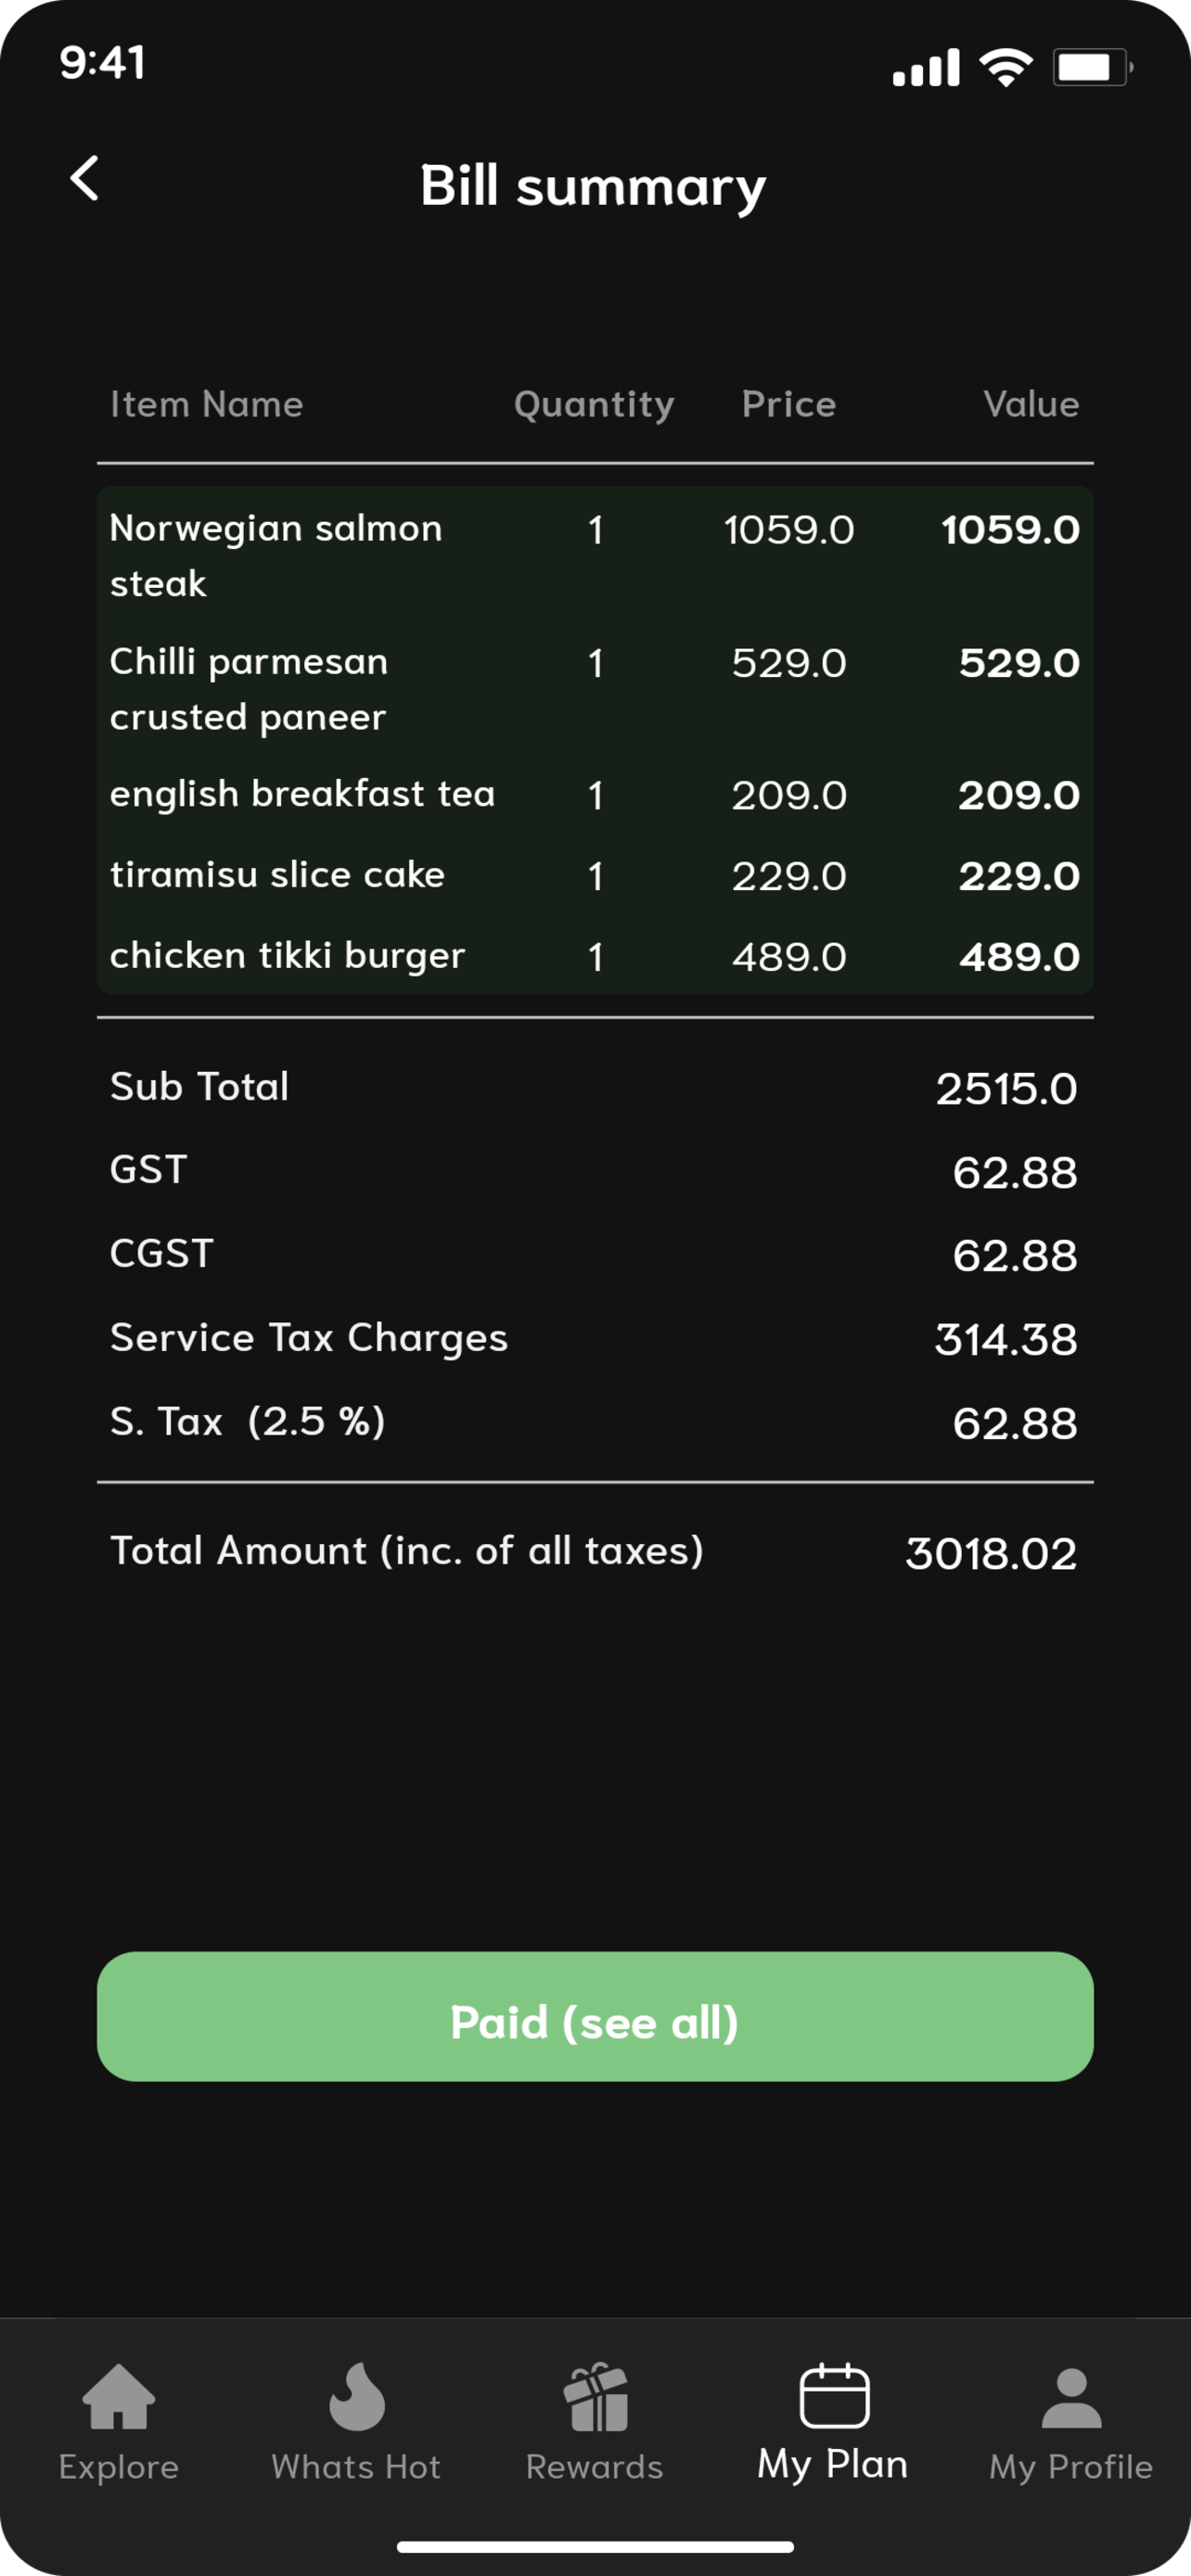 9:41
Bill summary
Item Name Quantity Price Value
Norwegian salmon 1 1059.0 1059.0
steak
Chilli parmesan 1 529.0 529.0
crusted paneer
english breakfast tea 1 209.0 209.0
tiramisu slice cake 1 229.0 229.0
chicken tikki burger 1 489.0 489.0
Sub Total 2515.0
GST 62.88
CGST 62.88
Service Tax Charges 314.38
S. Tax (2.5 %) 62.88
Total Amount (inc. of all taxes) 3018.02
Paid (see all)
Explore Whats Hot Rewards My Plan My Profile